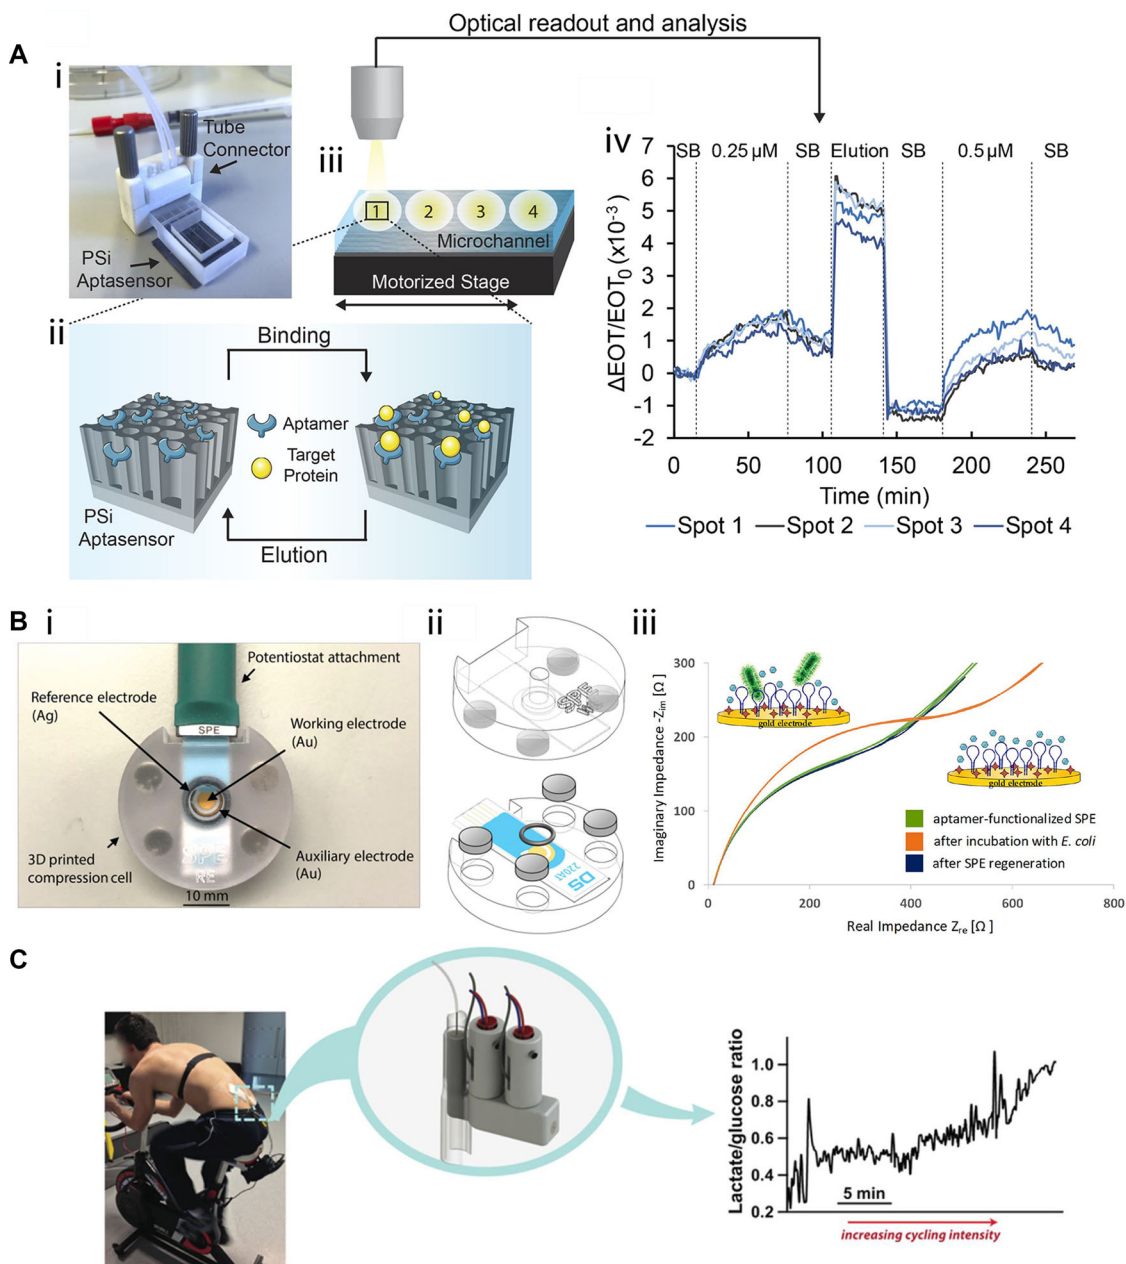 Optical readout and analysis
A
i
Tube
Connector
PSi
Aptasensor
iii
1 2 3 4
Microchannel
Motorized Stage
ii
Binding
Aptamer
Target
Protein
PSi
Aptasensor
Elution
iv
SB 0.25 µM SB Elution SB 0.5 µM SB
ΔEOT/EOT0 (x10-3)
7
6
5
4
3
2
1
0
-1
-2
0 50 100 150 200 250
Time (min)
Spot 1 Spot 2 Spot 3 Spot 4
B
i
Potentiostat attachment
Reference electrode
(Ag)
Working electrode
(Au)
SPE
3D printed
compression cell
Auxiliary electrode
(Au)
SPE
RE
10 mm
ii
SPE
DS
220AT
iii
Imaginary Impedance -Zim [Ω]
300
200
100
0
gold electrode
gold electrode
aptamer-functionalized SPE
after incubation with E. coli
after SPE regeneration
0 200 400 600 800
Real Impedance Zre [Ω ]
C
Lactate/glucose ratio
1.0
0.8
0.6
0.4
0.2
5 min
increasing cycling intensity